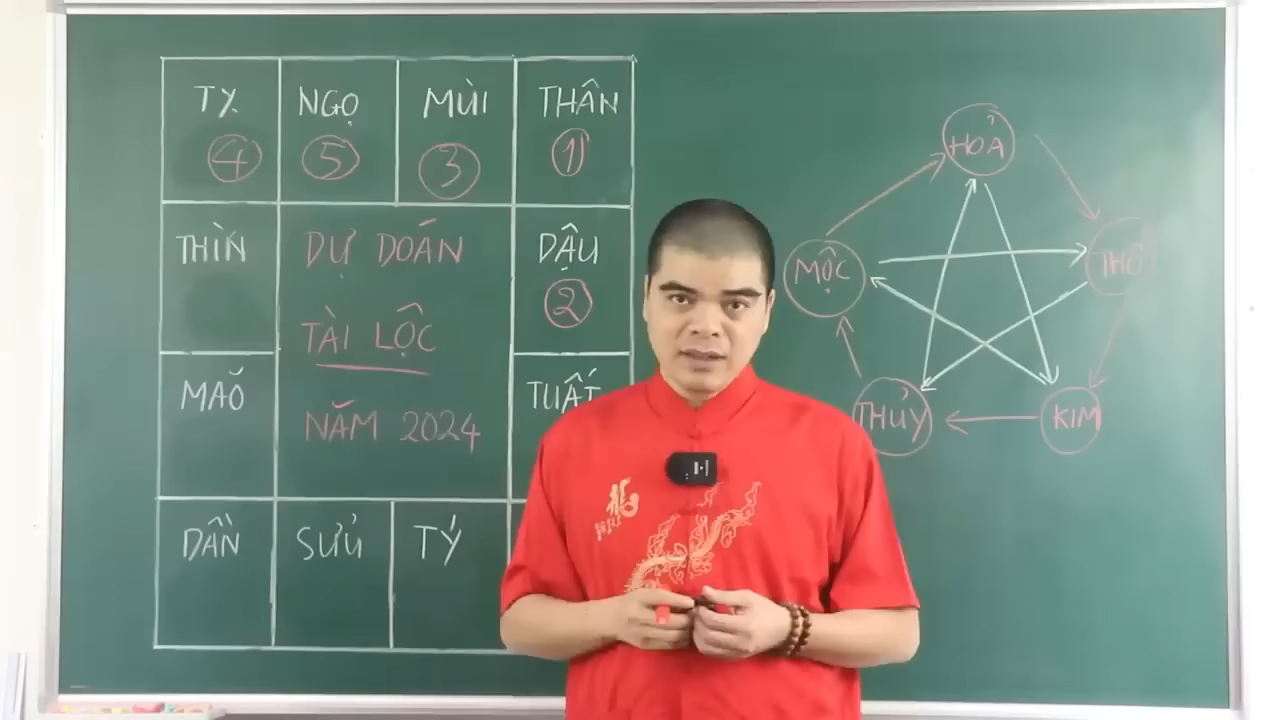 TỴ NGỌ MÙI THÂN
④ ⑤ ③ ①
THÌN DẬU
②
DỰ ĐOÁN
TÀI LỘC
NĂM 2024
MÃO TUẤT
DẦN SỬU TÝ
HỎA
MỘC THỔ
THỦY KIM